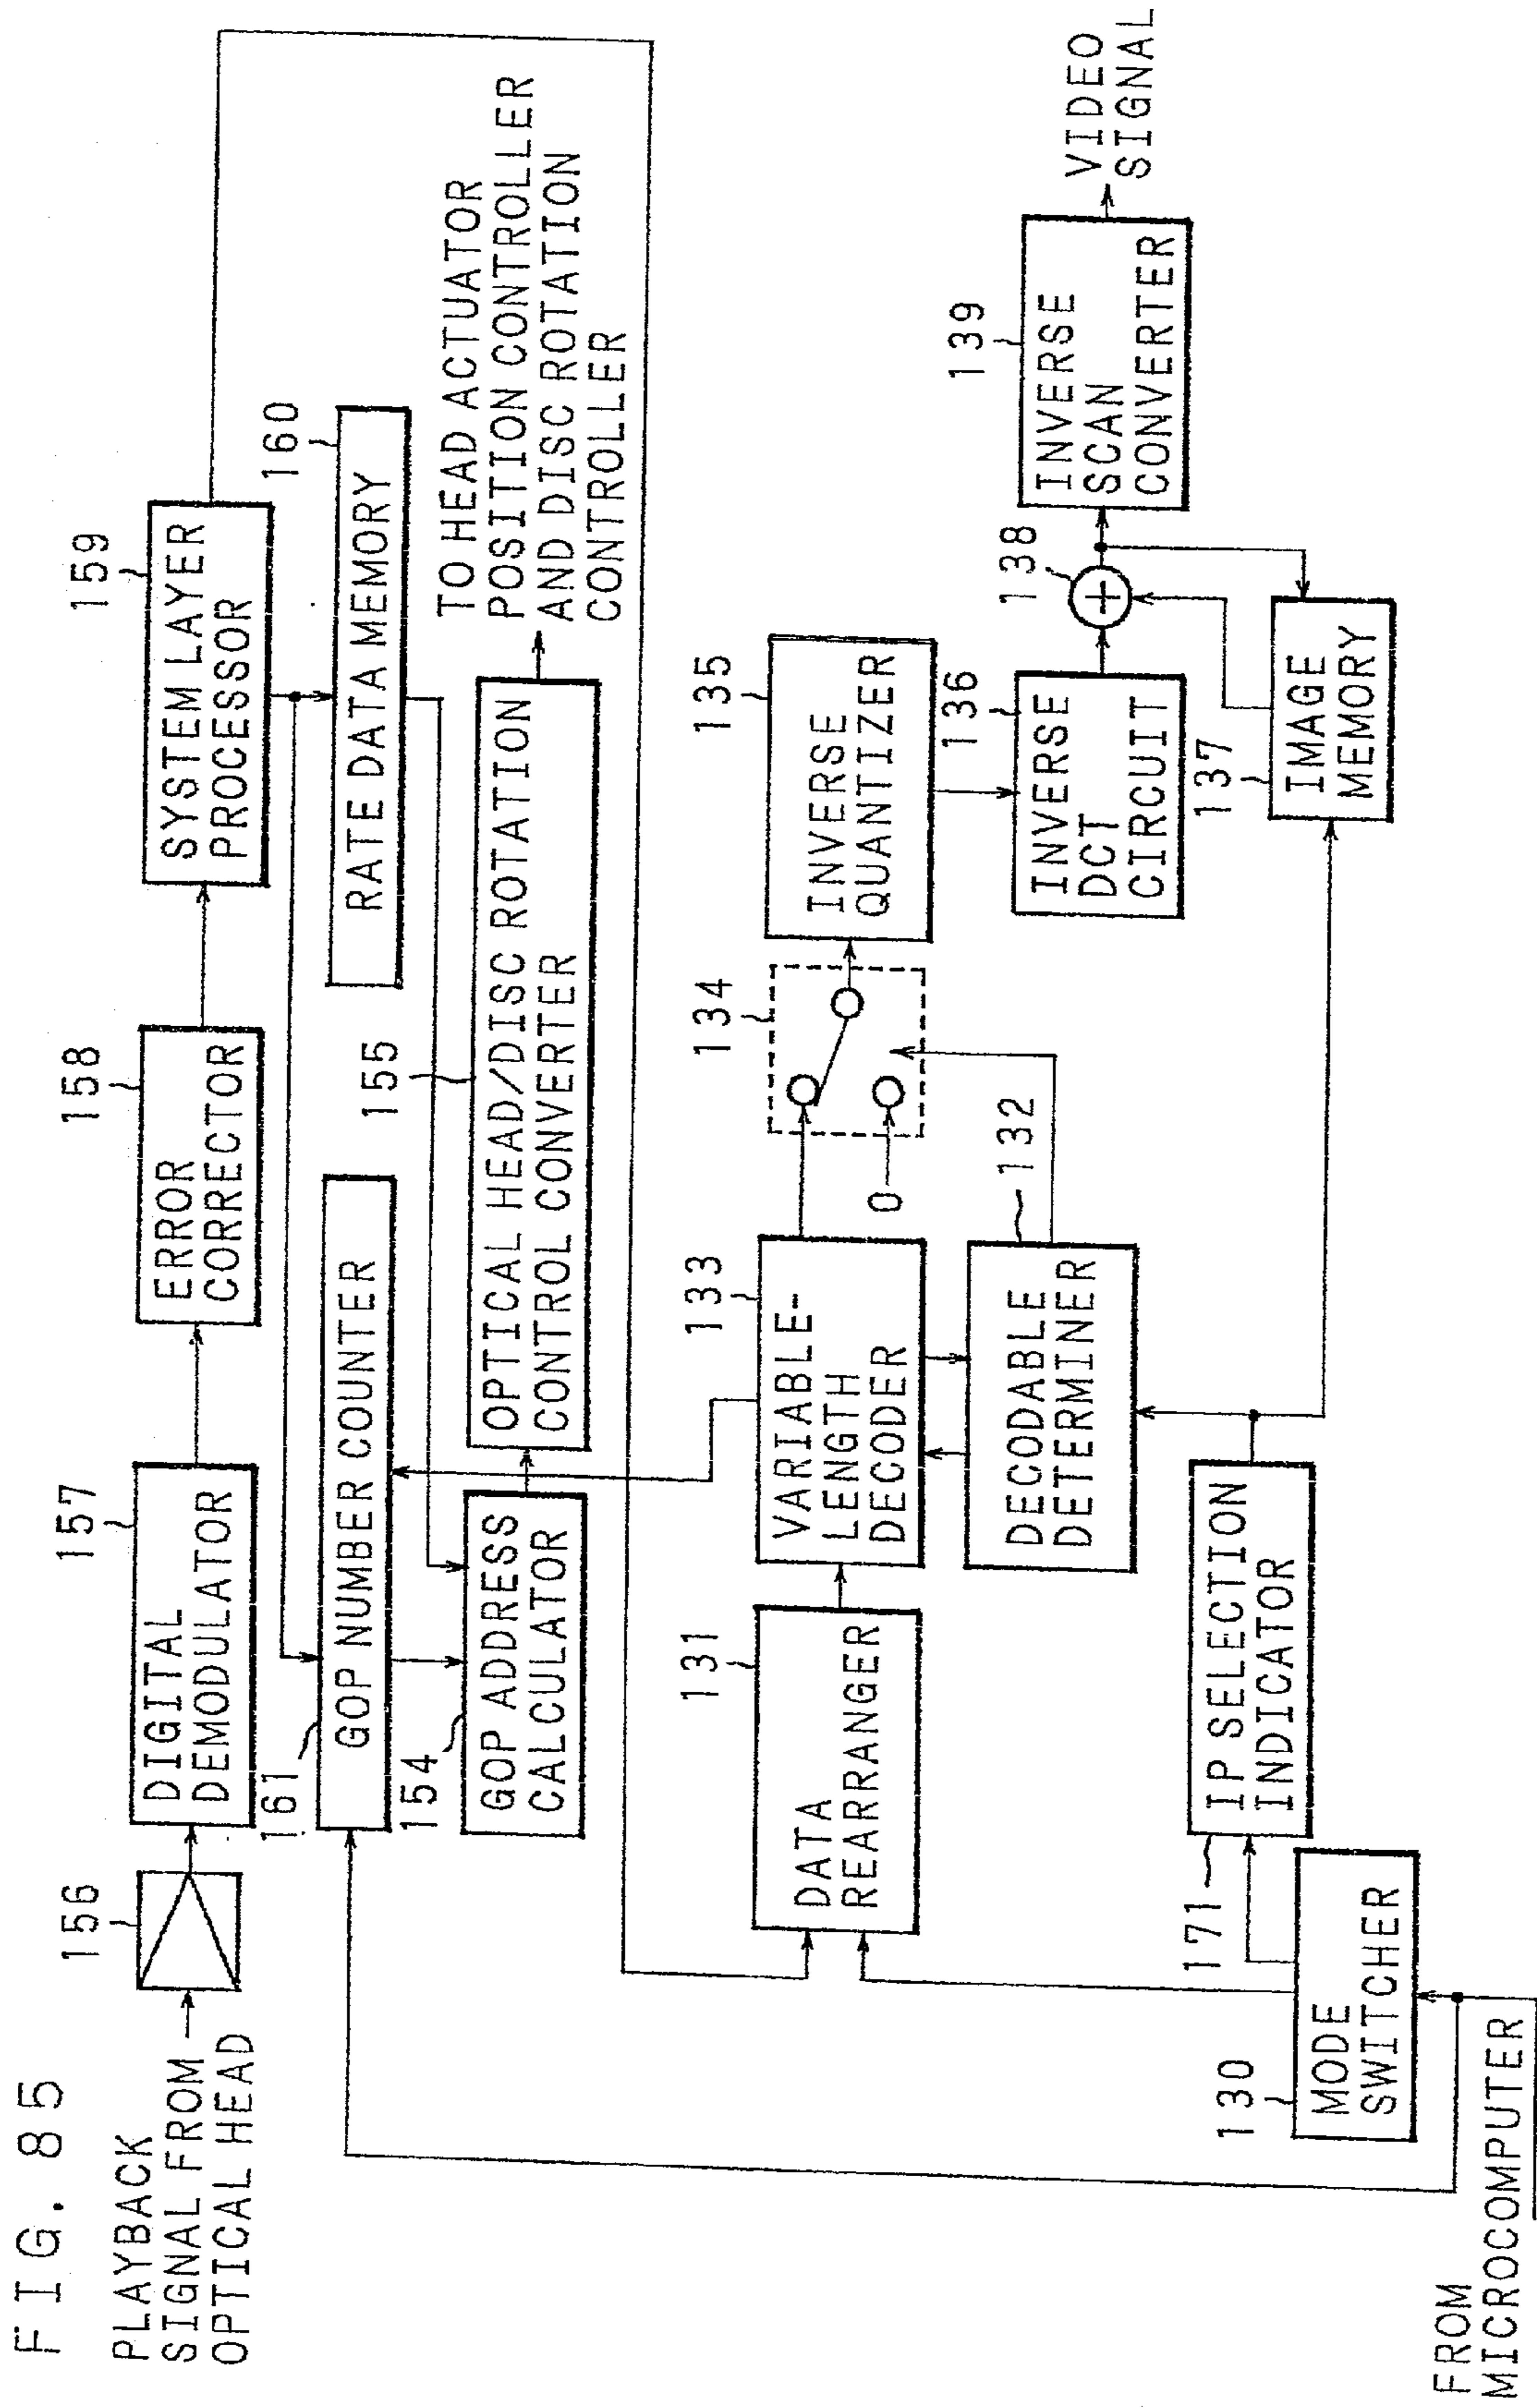 FIG. 85
PLAYBACK
SIGNAL FROM
OPTICAL HEAD
156
157
DIGITAL
DEMODULATOR
158
ERROR
CORRECTOR
159
SYSTEM LAYER
PROCESSOR
161
GOP NUMBER COUNTER
160
RATE DATA MEMORY
154
GOP ADDRESS
CALCULATOR
155
OPTICAL HEAD/DISC ROTATION
CONTROL CONVERTER
TO HEAD ACTUATOR
POSITION CONTROLLER
AND DISC ROTATION
CONTROLLER
131
DATA
REARRANGER
133
VARIABLE-
LENGTH
DECODER
134
0
135
INVERSE
QUANTIZER
132
DECODABLE
DETERMINER
136
INVERSE
DCT
CIRCUIT
138
+
139
INVERSE
SCAN
CONVERTER
VIDEO
SIGNAL
137
IMAGE
MEMORY
171
IP SELECTION
INDICATOR
130
MODE
SWITCHER
FROM
MICROCOMPUTER